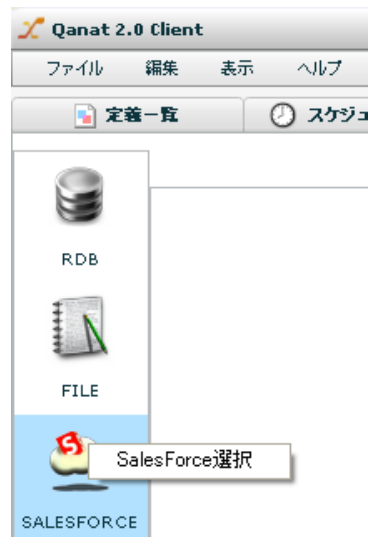 Qanat 2.0 Client
ファイル 編集 表示 ヘルプ
定義一覧 スケジュ
RDB
FILE
SalesForce選択
SALESFORCE